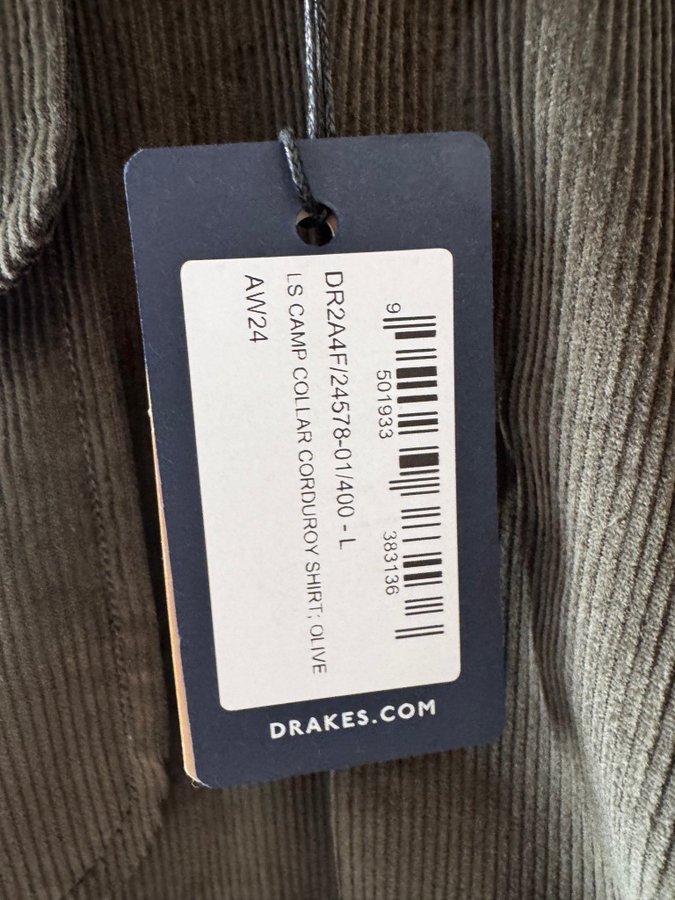 9 501933 383136
DR2A4F/24578-01/400 - L
LS CAMP COLLAR CORDUROY SHIRT; OLIVE
AW24
DRAKES.COM